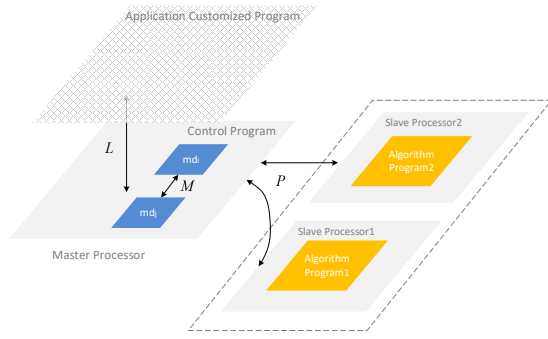 Application Customized Program
Control Program
L
mdi
M
mdj
Master Processor
P
Slave Processor2
Algorithm
Program2
Slave Processor1
Algorithm
Program1